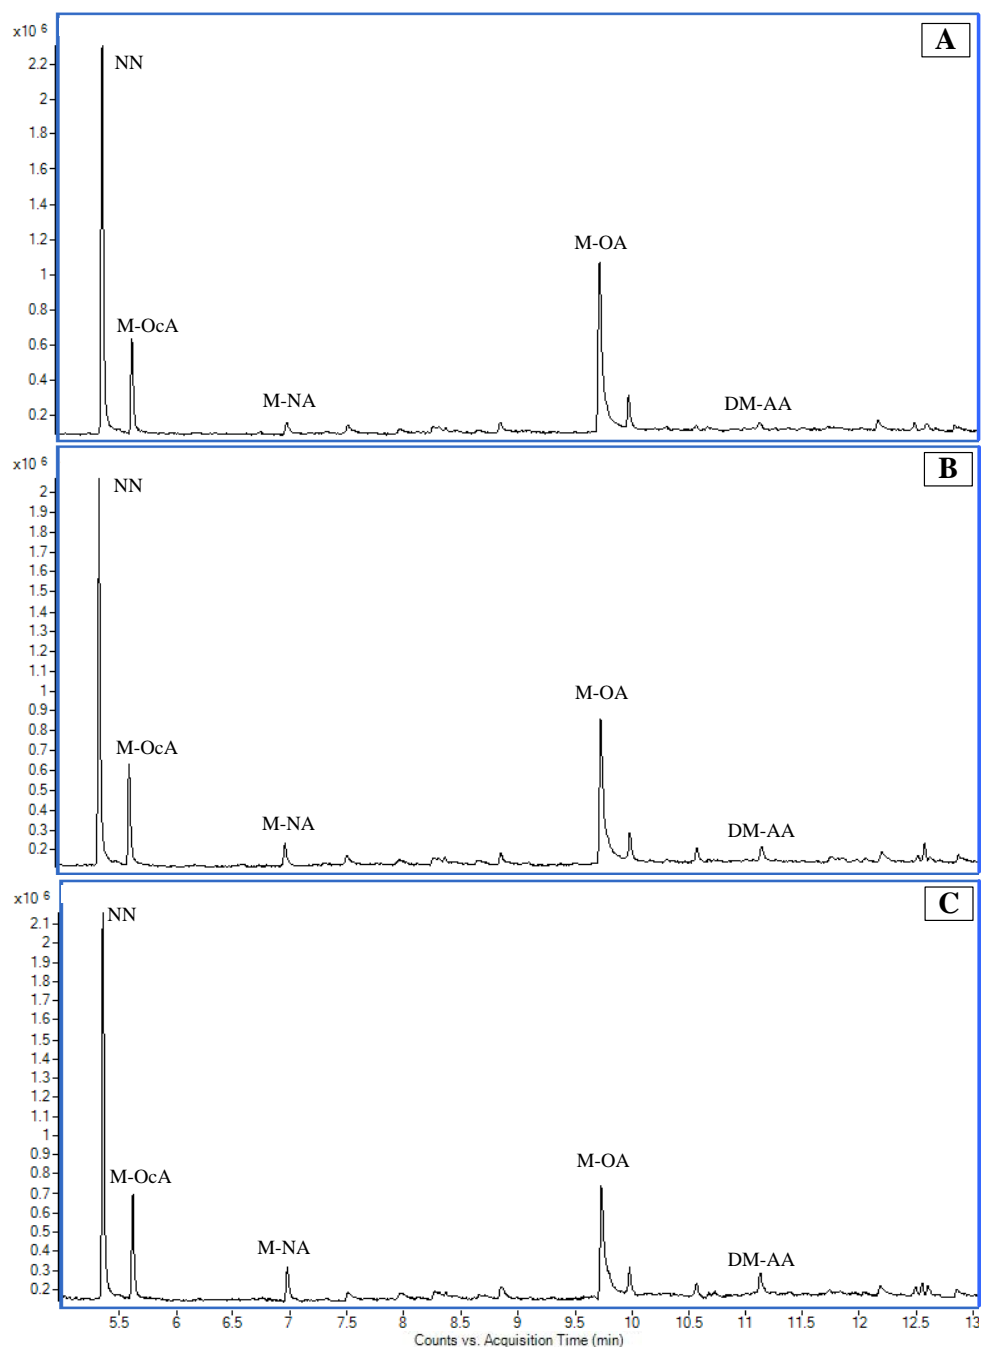 x10 6
A
NN
2.2
2
1.8
1.6
M-OcA
M-NA
M-OA
DM-AA
1.4
1.2
1
0.8
0.6
0.4
0.2
x10 6
B
NN
M-OcA
M-NA
M-OA
DM-AA
2
1.9
1.8
1.7
1.6
1.5
1.4
1.3
1.2
1.1
1
0.9
0.8
0.7
0.6
0.5
0.4
0.3
0.2
x10 6
C
NN
M-OcA
M-NA
M-OA
DM-AA
2.1
2
1.9
1.8
1.7
1.6
1.5
1.4
1.3
1.2
1.1
1
0.9
0.8
0.7
0.6
0.5
0.4
0.3
0.2
5.5 6 6.5 7 7.5 8 8.5 9 9.5 10 10.5 11 11.5 12 12.5 13
Counts vs. Acquisition Time (min)